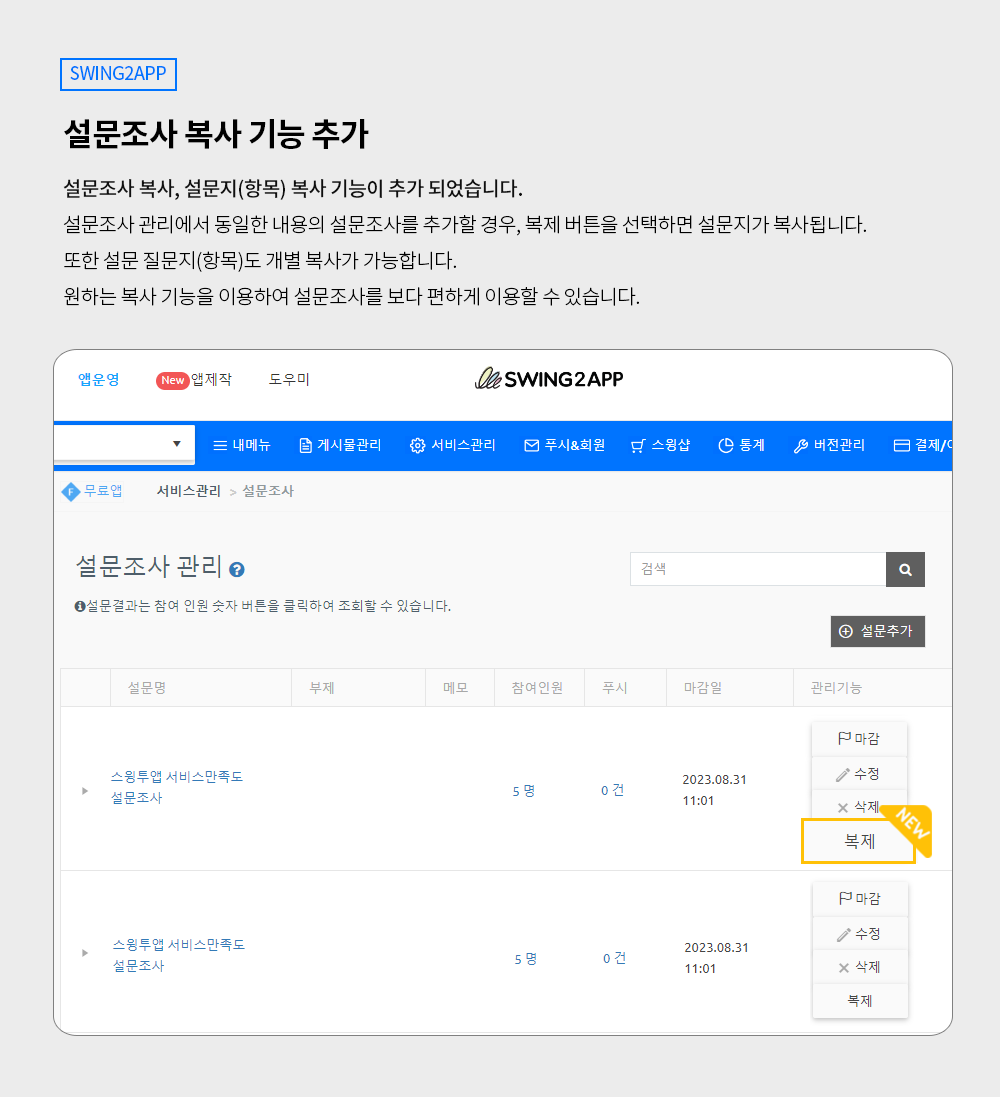 SWING2APP
설문조사 복사 기능 추가
설문조사 복사, 설문지(항목) 복사 기능이 추가 되었습니다.
설문조사 관리에서 동일한 내용의 설문조사를 추가할 경우, 복제 버튼을 선택하면 설문지가 복사됩니다.
또한 설문 질문지(항목)도 개별 복사가 가능합니다.
원하는 복사 기능을 이용하여 설문조사를 보다 편하게 이용할 수 있습니다.
앱운영 New 앱제작 도우미 SWING2APP
내메뉴 게시물관리 서비스관리 푸시&회원 스윙샵 통계 버전관리 결제/
F 무료앱 서비스관리 > 설문조사
설문조사 관리 ?
검색
설문결과는 참여 인원 숫자 버튼을 클릭하여 조회할 수 있습니다.
설문추가
설문명 부제 메모 참여인원 푸시 마감일 관리기능
마감
스윙투앱 서비스만족도
설문조사
5 명
0 건
2023.08.31
11:01
수정
삭제
NEW
복제
마감
스윙투앱 서비스만족도
설문조사
5 명
0 건
2023.08.31
11:01
수정
삭제
복제